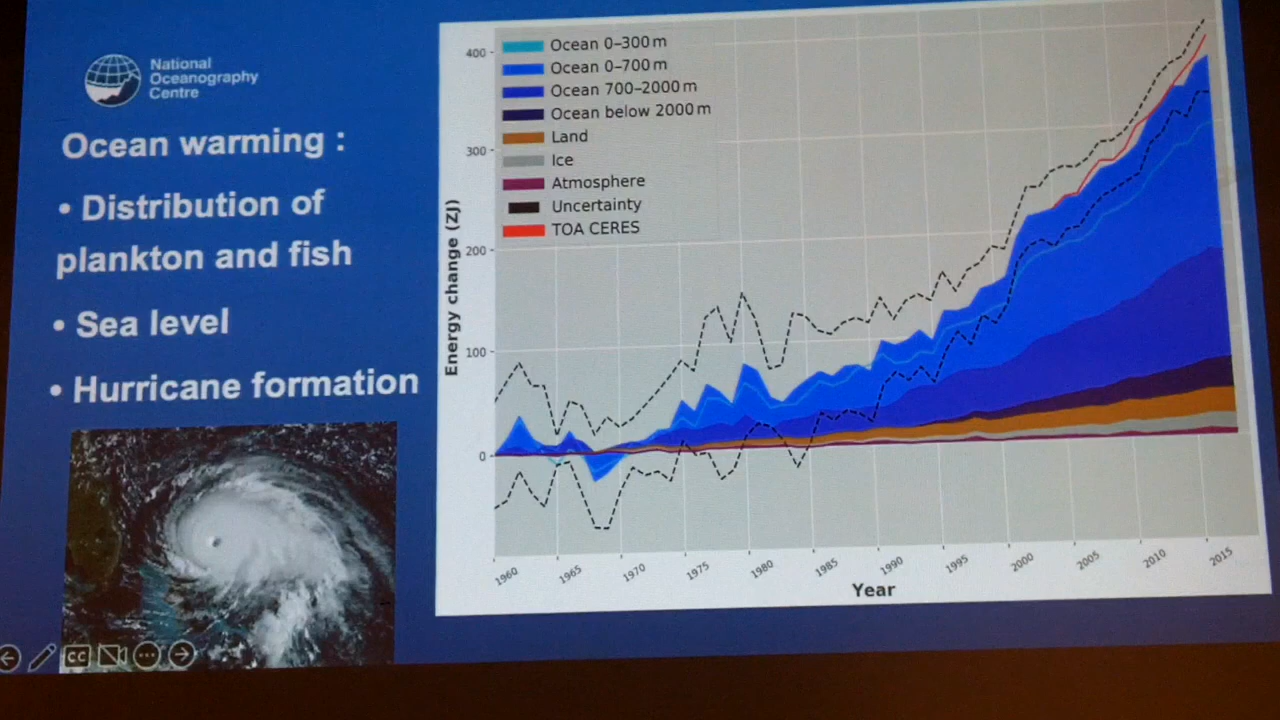 National
Oceanography
Centre
Ocean warming :
• Distribution of
plankton and fish
• Sea level
• Hurricane formation
CC
Ocean 0–300 m
Ocean 0–700 m
Ocean 700–2000 m
Ocean below 2000 m
Land
Ice
Atmosphere
Uncertainty
TOA CERES
Energy change (ZJ)
400
300
200
100
0
1960
1965
1970
1975
1980
1985
1990
1995
2000
2005
2010
2015
Year